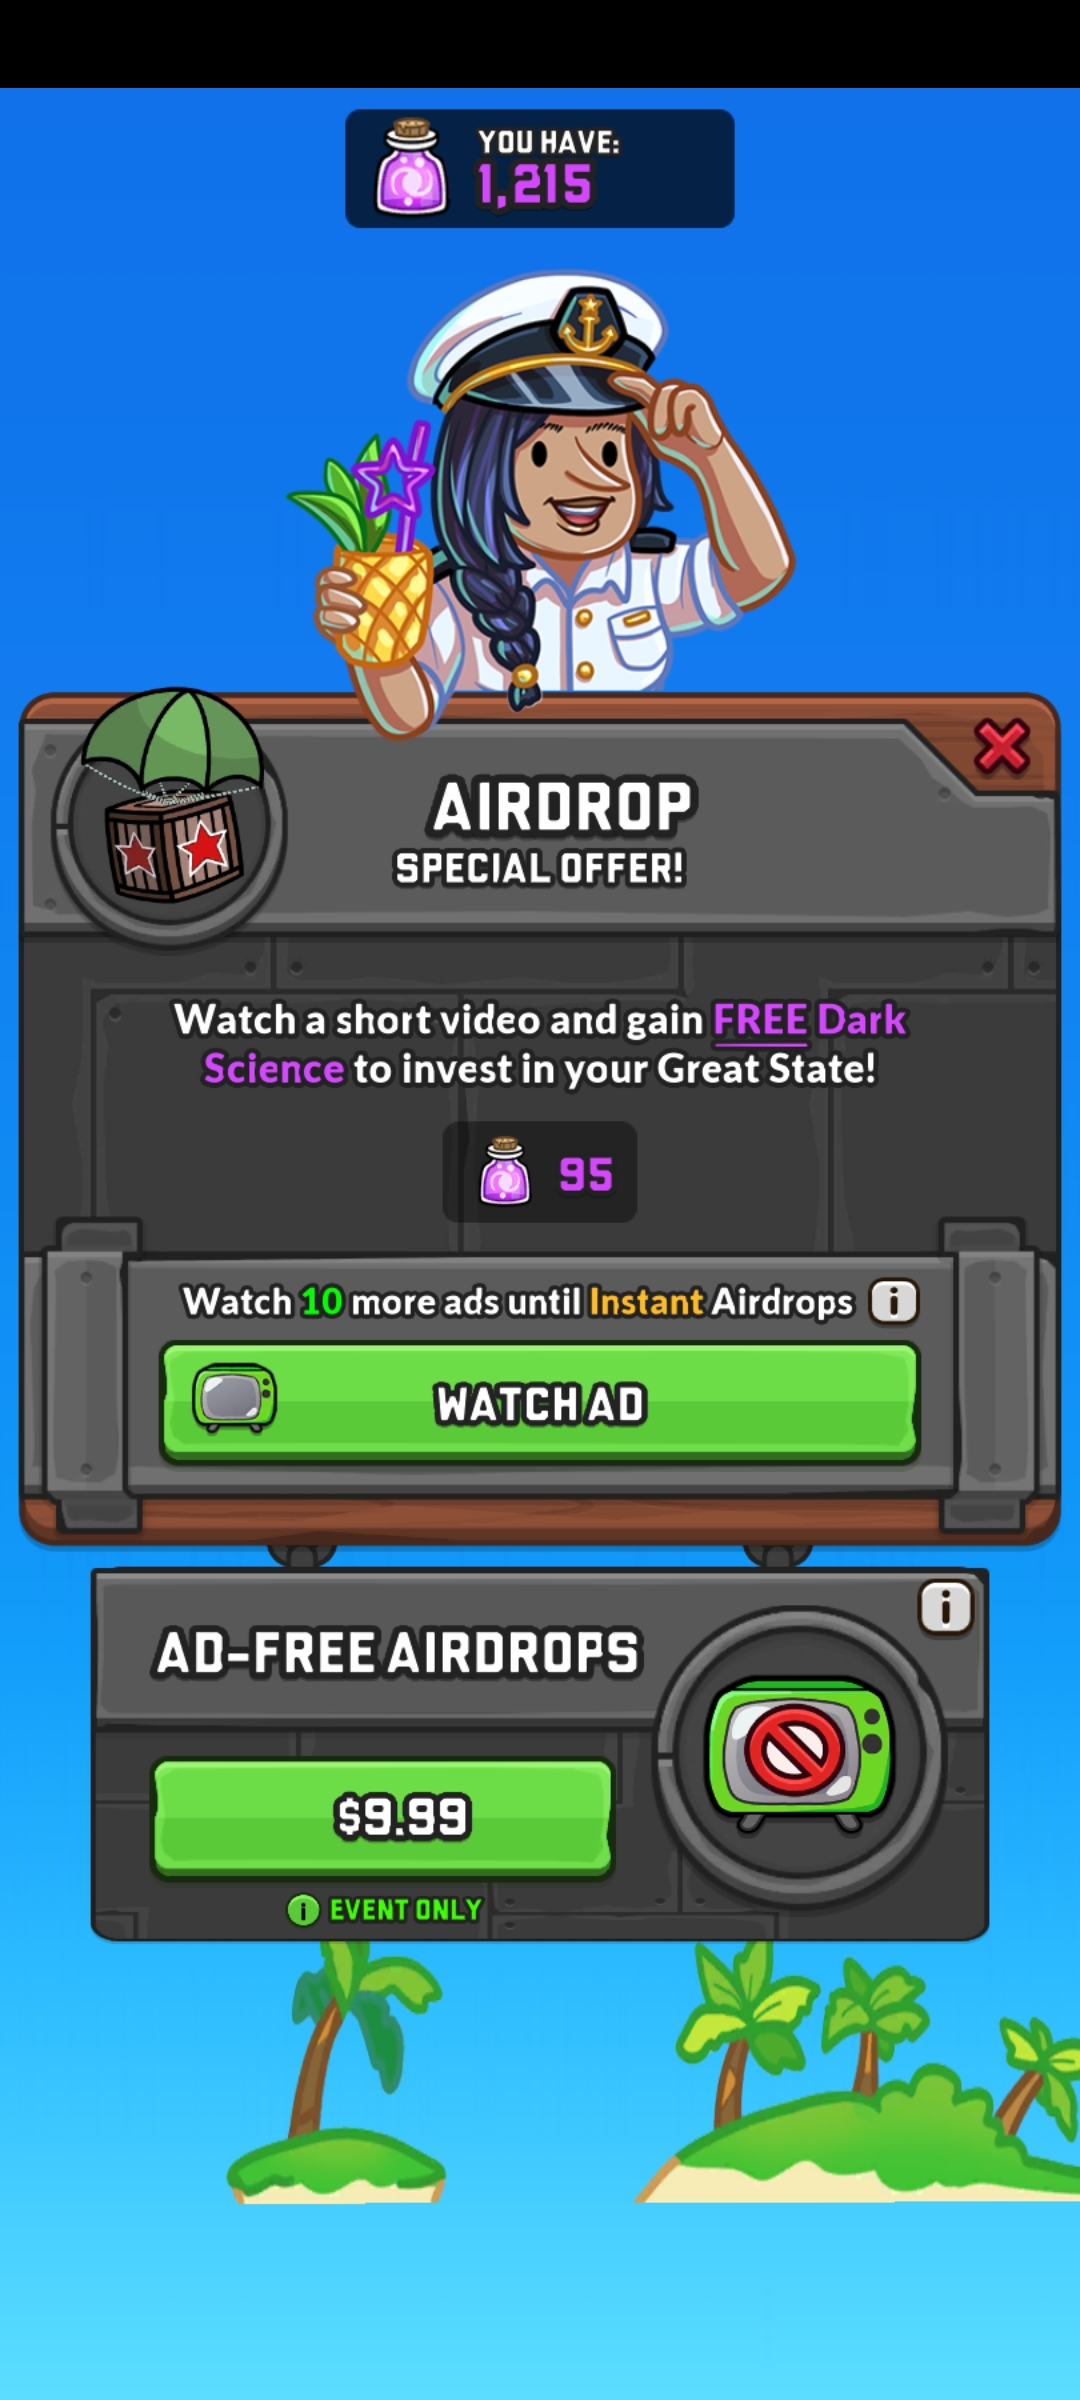 YOU HAVE:
1,215
AIRDROP
SPECIAL OFFER!
Watch a short video and gain FREE Dark
Science to invest in your Great State!
95
Watch 10 more ads until Instant Airdrops
i
WATCH AD
i
AD-FREE AIRDROPS
$9.99
i EVENT ONLY